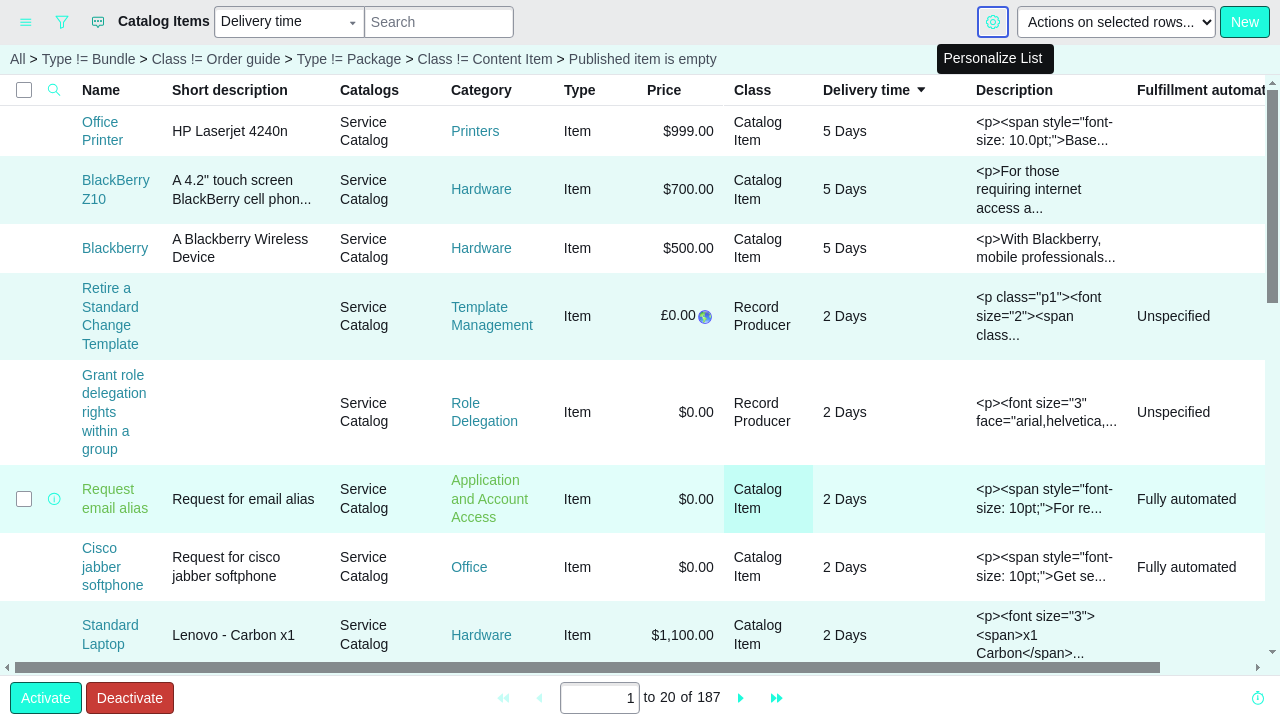 Catalog Items Delivery time Search Actions on selected rows... New
All > Type != Bundle > Class != Order guide > Type != Package > Class != Content Item > Published item is empty
Personalize List
Name Short description Catalogs Category Type Price Class Delivery time Description Fulfillment automat
Office Printer HP Laserjet 4240n Service Catalog Printers Item $999.00 Catalog Item 5 Days <p><span style="font-size: 10.0pt;">Base...
BlackBerry Z10 A 4.2" touch screen BlackBerry cell phon... Service Catalog Hardware Item $700.00 Catalog Item 5 Days <p>For those requiring internet access a...
Blackberry A Blackberry Wireless Device Service Catalog Hardware Item $500.00 Catalog Item 5 Days <p>With Blackberry, mobile professionals...
Retire a Standard Change Template Service Catalog Template Management Item £0.00 Record Producer 2 Days <p class="p1"><font size="2"><span class... Unspecified
Grant role delegation rights within a group Service Catalog Role Delegation Item $0.00 Record Producer 2 Days <p><font size="3" face="arial,helvetica,... Unspecified
Request email alias Request for email alias Service Catalog Application and Account Access Item $0.00 Catalog Item 2 Days <p><span style="font-size: 10pt;">For re... Fully automated
Cisco jabber softphone Request for cisco jabber softphone Service Catalog Office Item $0.00 Catalog Item 2 Days <p><span style="font-size: 10pt;">Get se... Fully automated
Standard Laptop Lenovo - Carbon x1 Service Catalog Hardware Item $1,100.00 Catalog Item 2 Days <p><font size="3"><span>x1 Carbon</span>...
Activate Deactivate 1 to 20 of 187